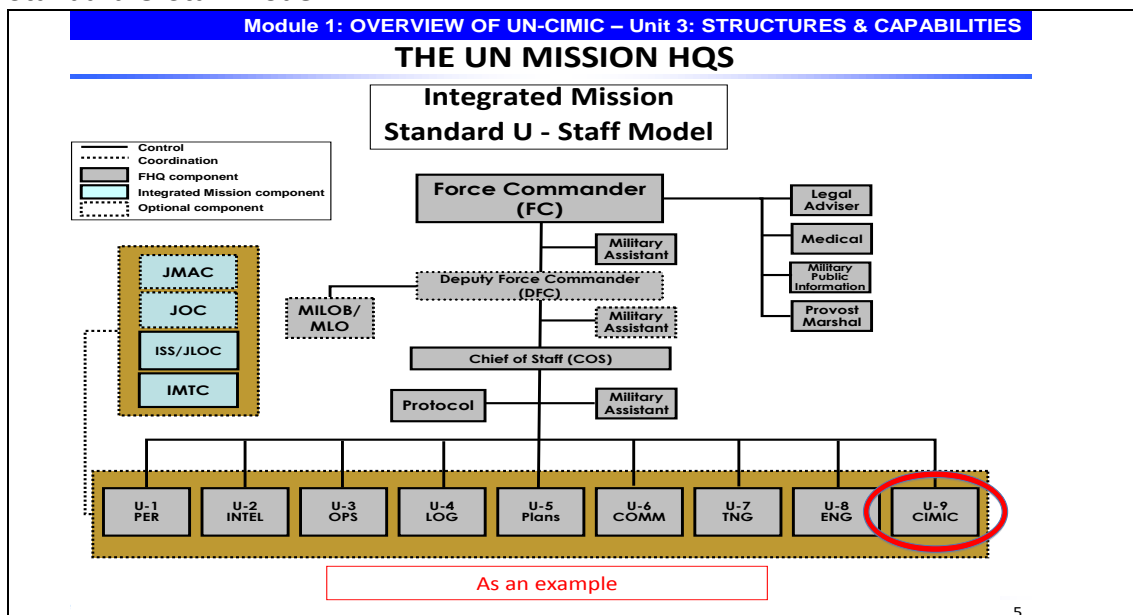 Module 1: OVERVIEW OF UN-CIMIC – Unit 3: STRUCTURES & CAPABILITIES
THE UN MISSION HQS
Integrated Mission
Standard U - Staff Model
Control
Coordination
FHQ component
Integrated Mission component
Optional component
Force Commander
(FC)
Legal
Adviser
Medical
Military
Public
Information
Provost
Marshal
Military
Assistant
Deputy Force Commander
(DFC)
MILOB/
MLO
Military
Assistant
Chief of Staff (COS)
Protocol
Military
Assistant
JMAC
JOC
ISS/JLOC
IMTC
U-1
PER
U-2
INTEL
U-3
OPS
U-4
LOG
U-5
Plans
U-6
COMM
U-7
TNG
U-8
ENG
U-9
CIMIC
As an example
5